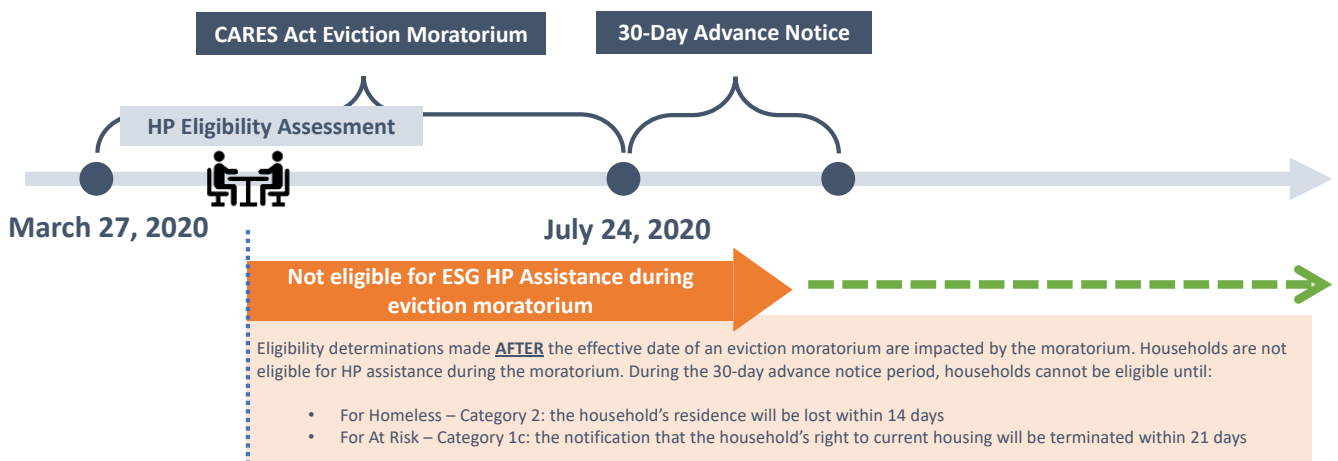 CARES Act Eviction Moratorium
30-Day Advance Notice
HP Eligibility Assessment
March 27, 2020
July 24, 2020
Not eligible for ESG HP Assistance during
eviction moratorium
Eligibility determinations made AFTER the effective date of an eviction moratorium are impacted by the moratorium. Households are not
eligible for HP assistance during the moratorium. During the 30-day advance notice period, households cannot be eligible until:
• For Homeless – Category 2: the household's residence will be lost within 14 days
• For At Risk – Category 1c: the notification that the household's right to current housing will be terminated within 21 days